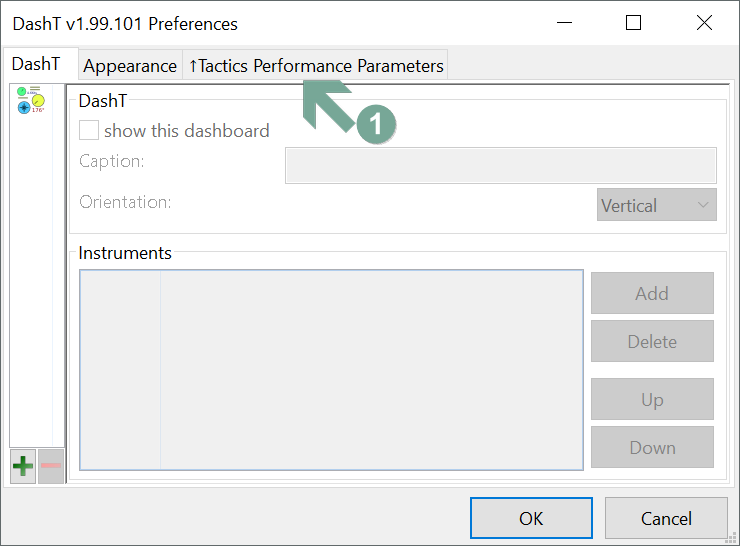 DashT v1.99.101 Preferences
DashT
Appearance
↑Tactics Performance Parameters
1
DashT
show this dashboard
Caption:
Orientation:
Vertical
Instruments
Add
Delete
Up
Down
OK
Cancel